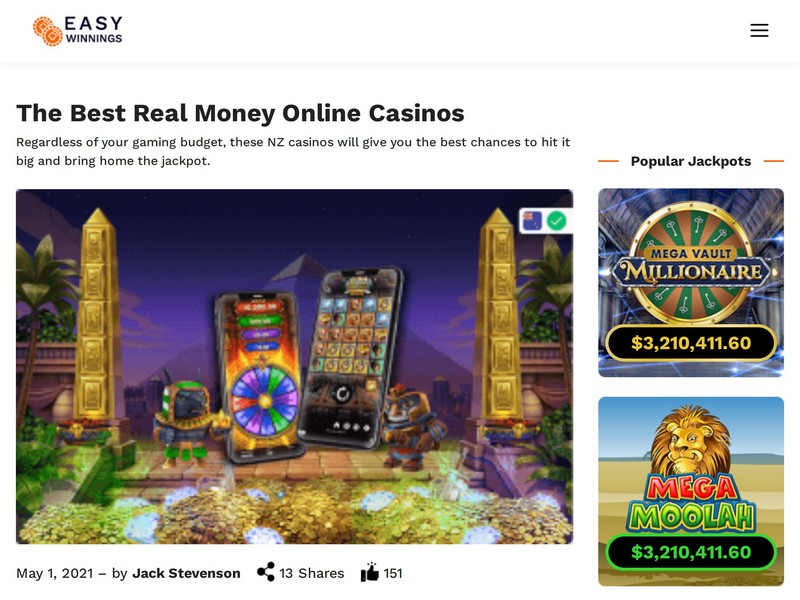 EASY
WINNINGS
The Best Real Money Online Casinos
Regardless of your gaming budget, these NZ casinos will give you the best chances to hit it
big and bring home the jackpot.
Popular Jackpots
MEGA VAULT
MILLIONAIRE
$3,210,411.60
MEGA
MOOLAH
$3,210,411.60
May 1, 2021 – by Jack Stevenson
13 Shares
151